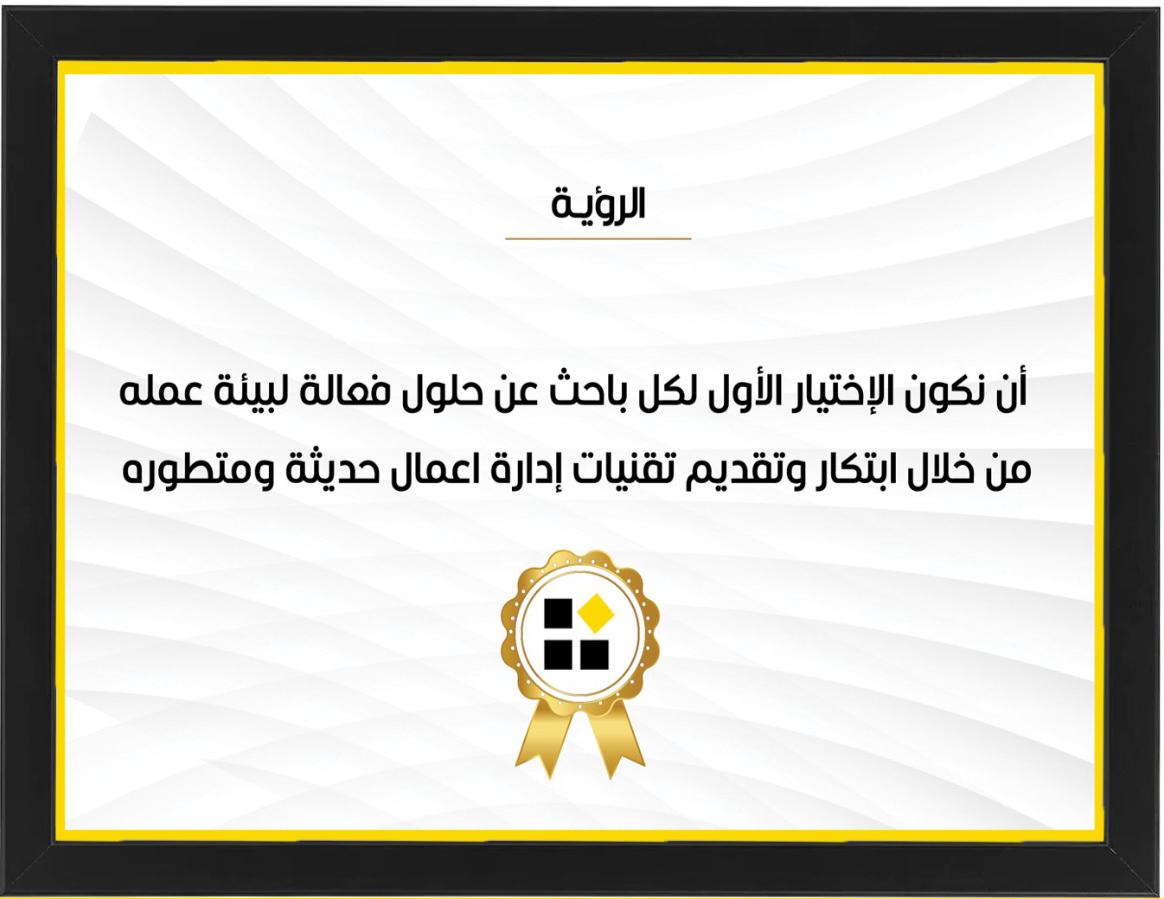 الرؤية
أن نكون الإختيار الأول لكل باحث عن حلول فعالة لبيئة عمله
من خلال ابتكار وتقديم تقنيات إدارة اعمال حديثة ومتطوره